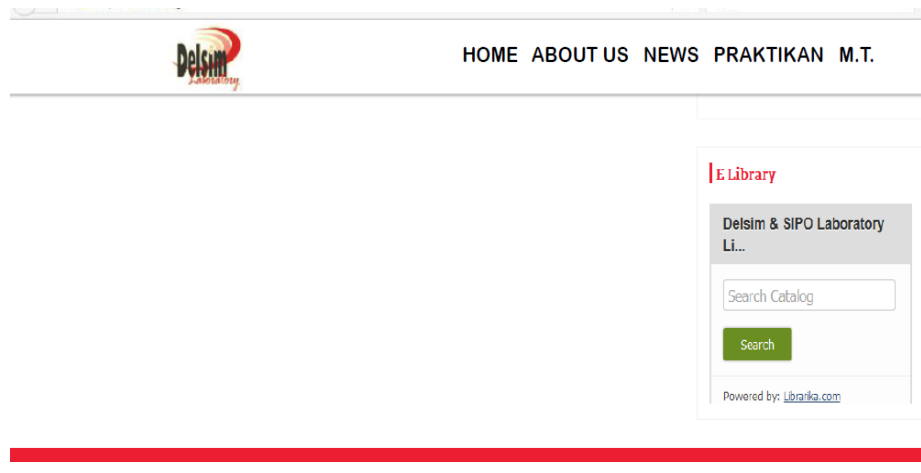 Delsim
Laboratory
HOME ABOUT US NEWS PRAKTIKAN M.T.
E Library
Delsim & SIPO Laboratory
Li...
Search Catalog
Search
Powered by: Librarika.com